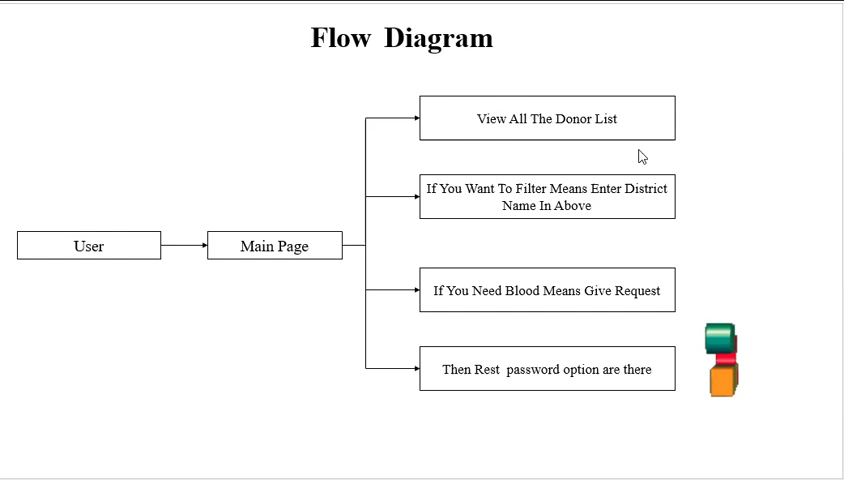 Flow Diagram
View All The Donor List
If You Want To Filter Means Enter District
Name In Above
User
Main Page
If You Need Blood Means Give Request
Then Rest password option are there